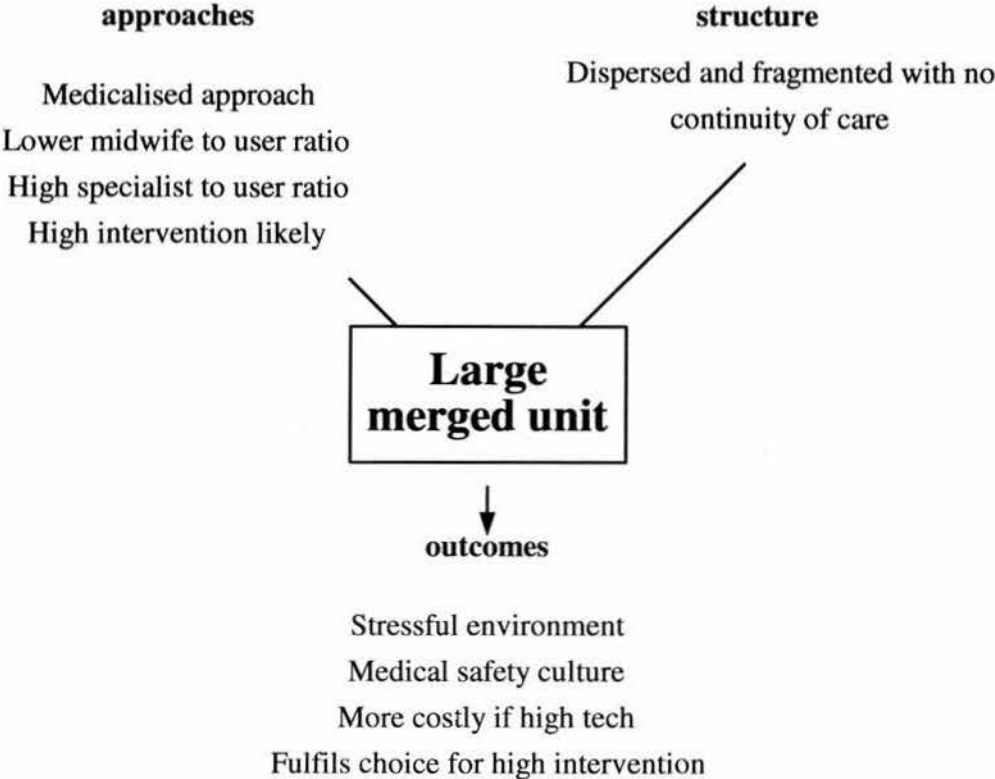 approaches
Medicalised approach
Lower midwife to user ratio
High specialist to user ratio
High intervention likely
structure
Dispersed and fragmented with no
continuity of care
Large
merged unit
outcomes
Stressful environment
Medical safety culture
More costly if high tech
Fulfils choice for high intervention